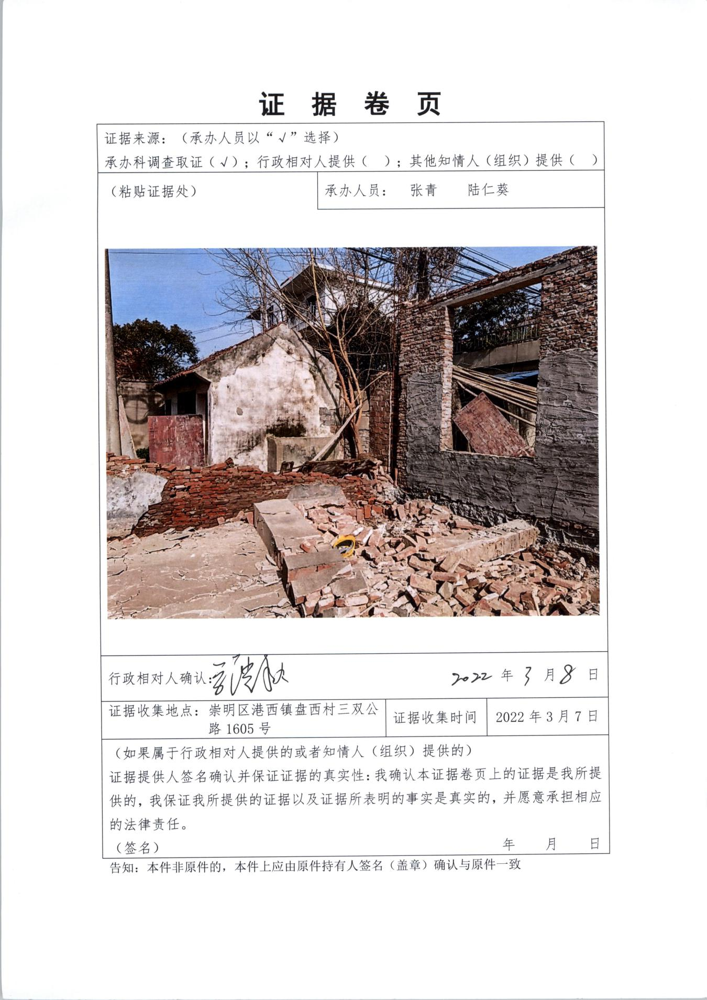 证据卷页
证据来源：（承办人员以“√”选择）
承办科调查取证（√）；行政相对人提供（ ）；其他知情人（组织）提供（ ）
（粘贴证据处）
承办人员： 张青 陆仁葵
行政相对人确认：
2022 年 3 月 8 日
证据收集地点：崇明区港西镇盘西村三双公
路 1605 号
证据收集时间
2022 年 3 月 7 日
（如果属于行政相对人提供的或者知情人（组织）提供的）
证据提供人签名确认并保证证据的真实性：我确认本证据卷页上的证据是我所提
供的，我保证我所提供的证据以及证据所表明的事实是真实的，并愿意承担相应
的法律责任。
（签名） 年 月 日
告知：本件非原件的，本件上应由原件持有人签名（盖章）确认与原件一致